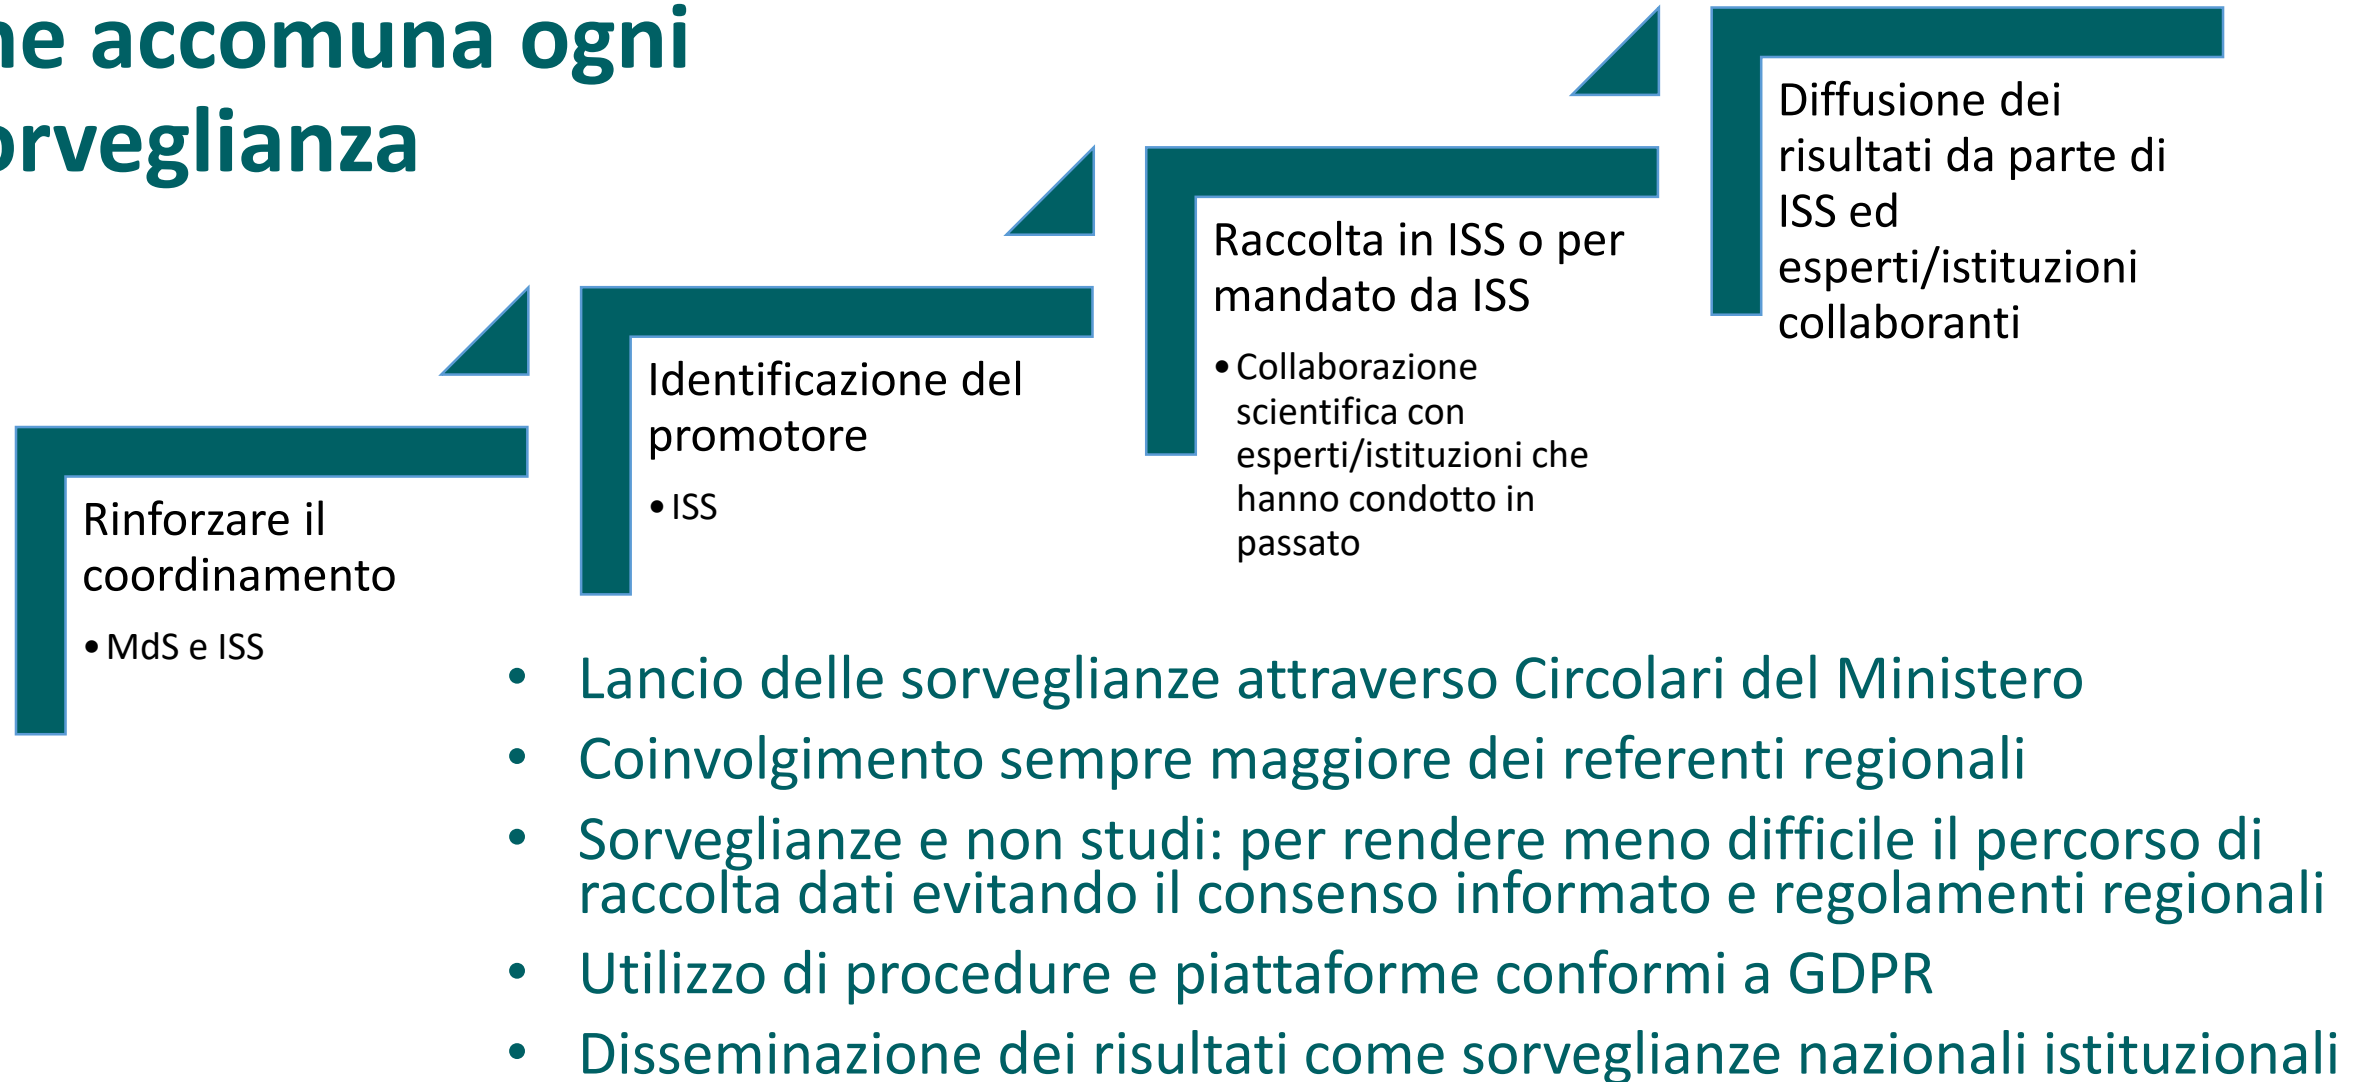 ne accomuna ogni
orveglianza
Rinforzare il
coordinamento
• MdS e ISS
Identificazione del
promotore
• ISS
Raccolta in ISS o per
mandato da ISS
• Collaborazione
scientifica con
esperti/istituzioni che
hanno condotto in
passato
Diffusione dei
risultati da parte di
ISS ed
esperti/istituzioni
collaboranti
• Lancio delle sorveglianze attraverso Circolari del Ministero
• Coinvolgimento sempre maggiore dei referenti regionali
• Sorveglianze e non studi: per rendere meno difficile il percorso di
raccolta dati evitando il consenso informato e regolamenti regionali
• Utilizzo di procedure e piattaforme conformi a GDPR
• Disseminazione dei risultati come sorveglianze nazionali istituzionali